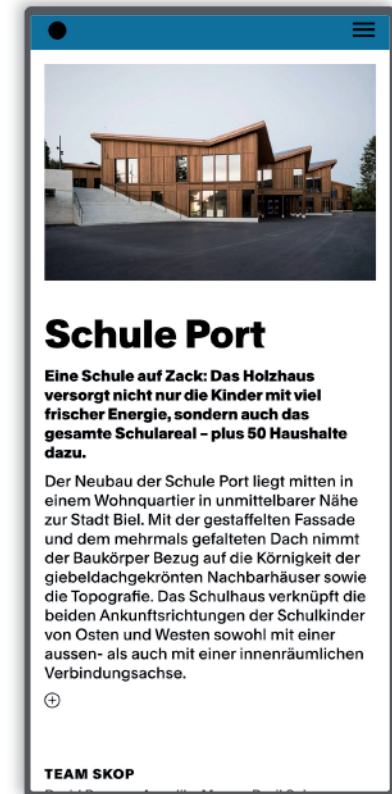 Schule Port
Eine Schule auf Zack: Das Holzhaus
versorgt nicht nur die Kinder mit viel
frischer Energie, sondern auch das
gesamte Schulareal – plus 50 Haushalte
dazu.
Der Neubau der Schule Port liegt mitten in
einem Wohnquartier in unmittelbarer Nähe
zur Stadt Biel. Mit der gestaffelten Fassade
und dem mehrmals gefalteten Dach nimmt
der Baukörper Bezug auf die Körnigkeit der
giebeldachgekrönten Nachbarhäuser sowie
die Topografie. Das Schulhaus verknüpft die
beiden Ankunftsrichtungen der Schulkinder
von Osten und Westen sowohl mit einer
aussen- als auch mit einer innenräumlichen
Verbindungsachse.
TEAM SKOP